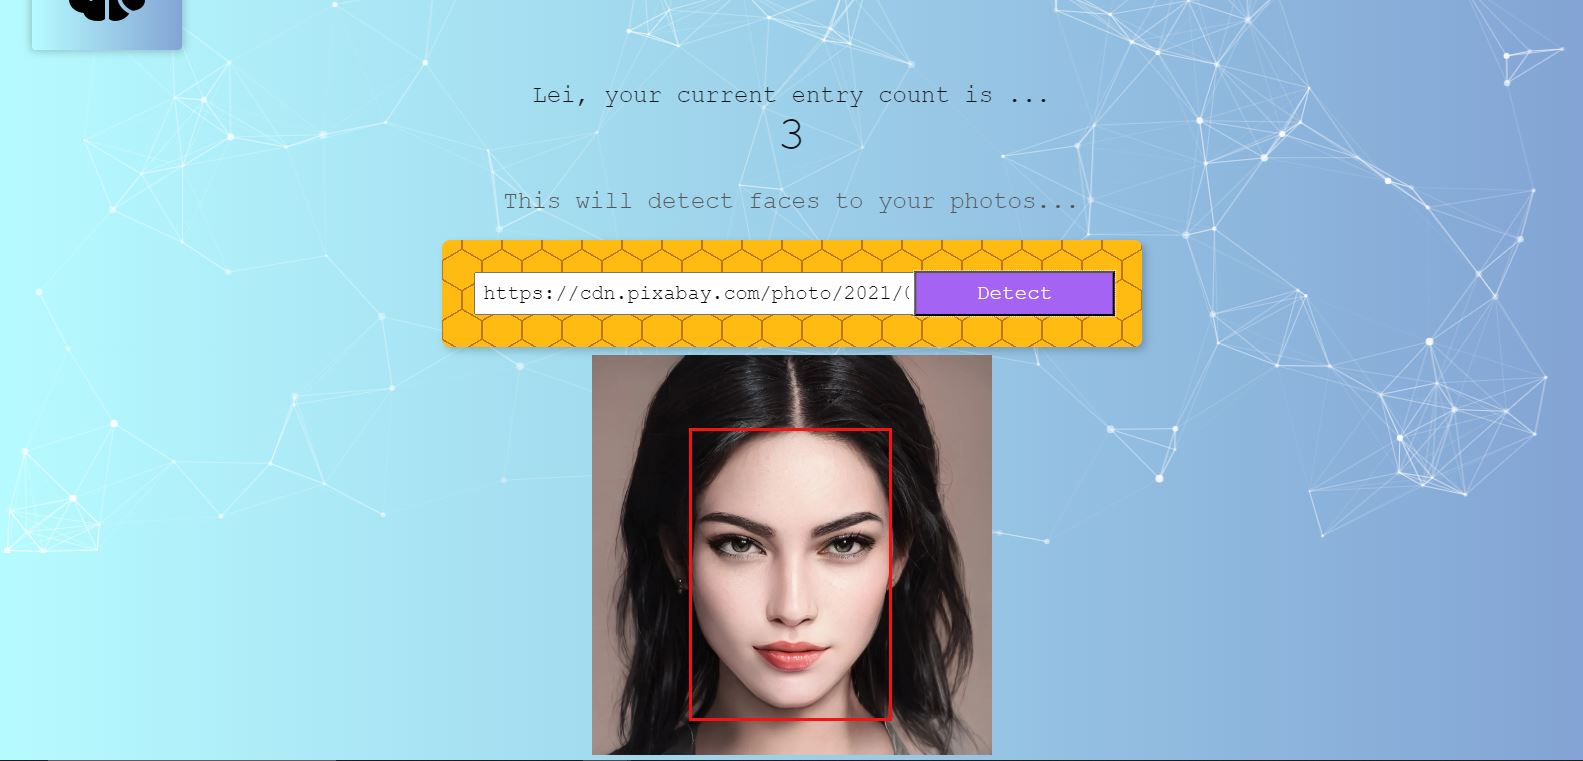 Lei, your current entry count is ...
3
This will detect faces to your photos...
https://cdn.pixabay.com/photo/2021/
Detect